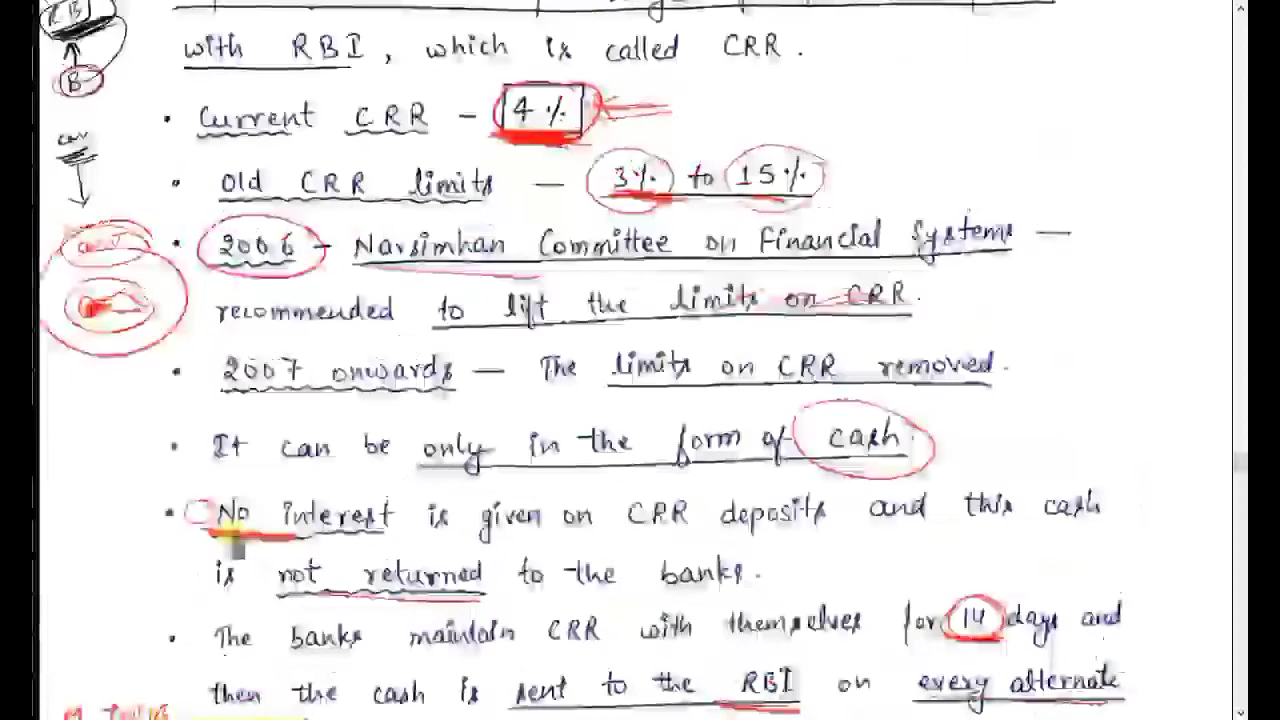 B
with RBI, which is called CRR.
• Current CRR - 4%
• Old CRR limits - 3% to 15%
• 2006 - Narsimhan Committee on Financial Systems -
recommended to lift the limits on CRR.
• 2007 onwards - The limits on CRR removed.
• It can be only in the form of cash.
• No interest is given on CRR deposits and this cash
is not returned to the banks.
• The banks maintain CRR with themselves for 14 days and
then the cash is sent to the RBI on every alternate